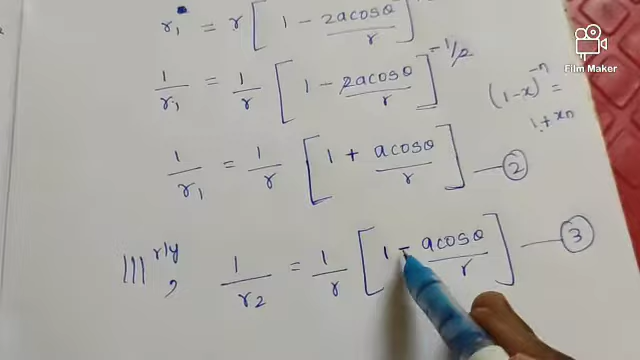 r₁ = r [ 1 - 2acosθ/r ]
1/r₁ = 1/r [ 1 - 2acosθ/r ]^-1/2
(1-x)^-n =
1+xn
1/r₁ = 1/r [ 1 + acosθ/r ] — ②
|||rly, 1/r₂ = 1/r [ 1 - acosθ/r ] — ③
Film Maker